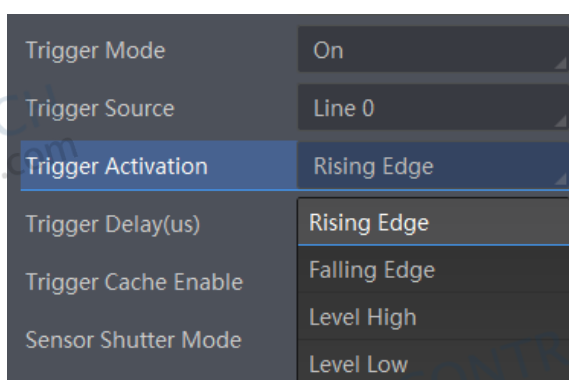 Trigger Mode On
Trigger Source Line 0
Trigger Activation Rising Edge
Trigger Delay(us) Rising Edge
Trigger Cache Enable Falling Edge
Level High
Sensor Shutter Mode
Level Low
.com